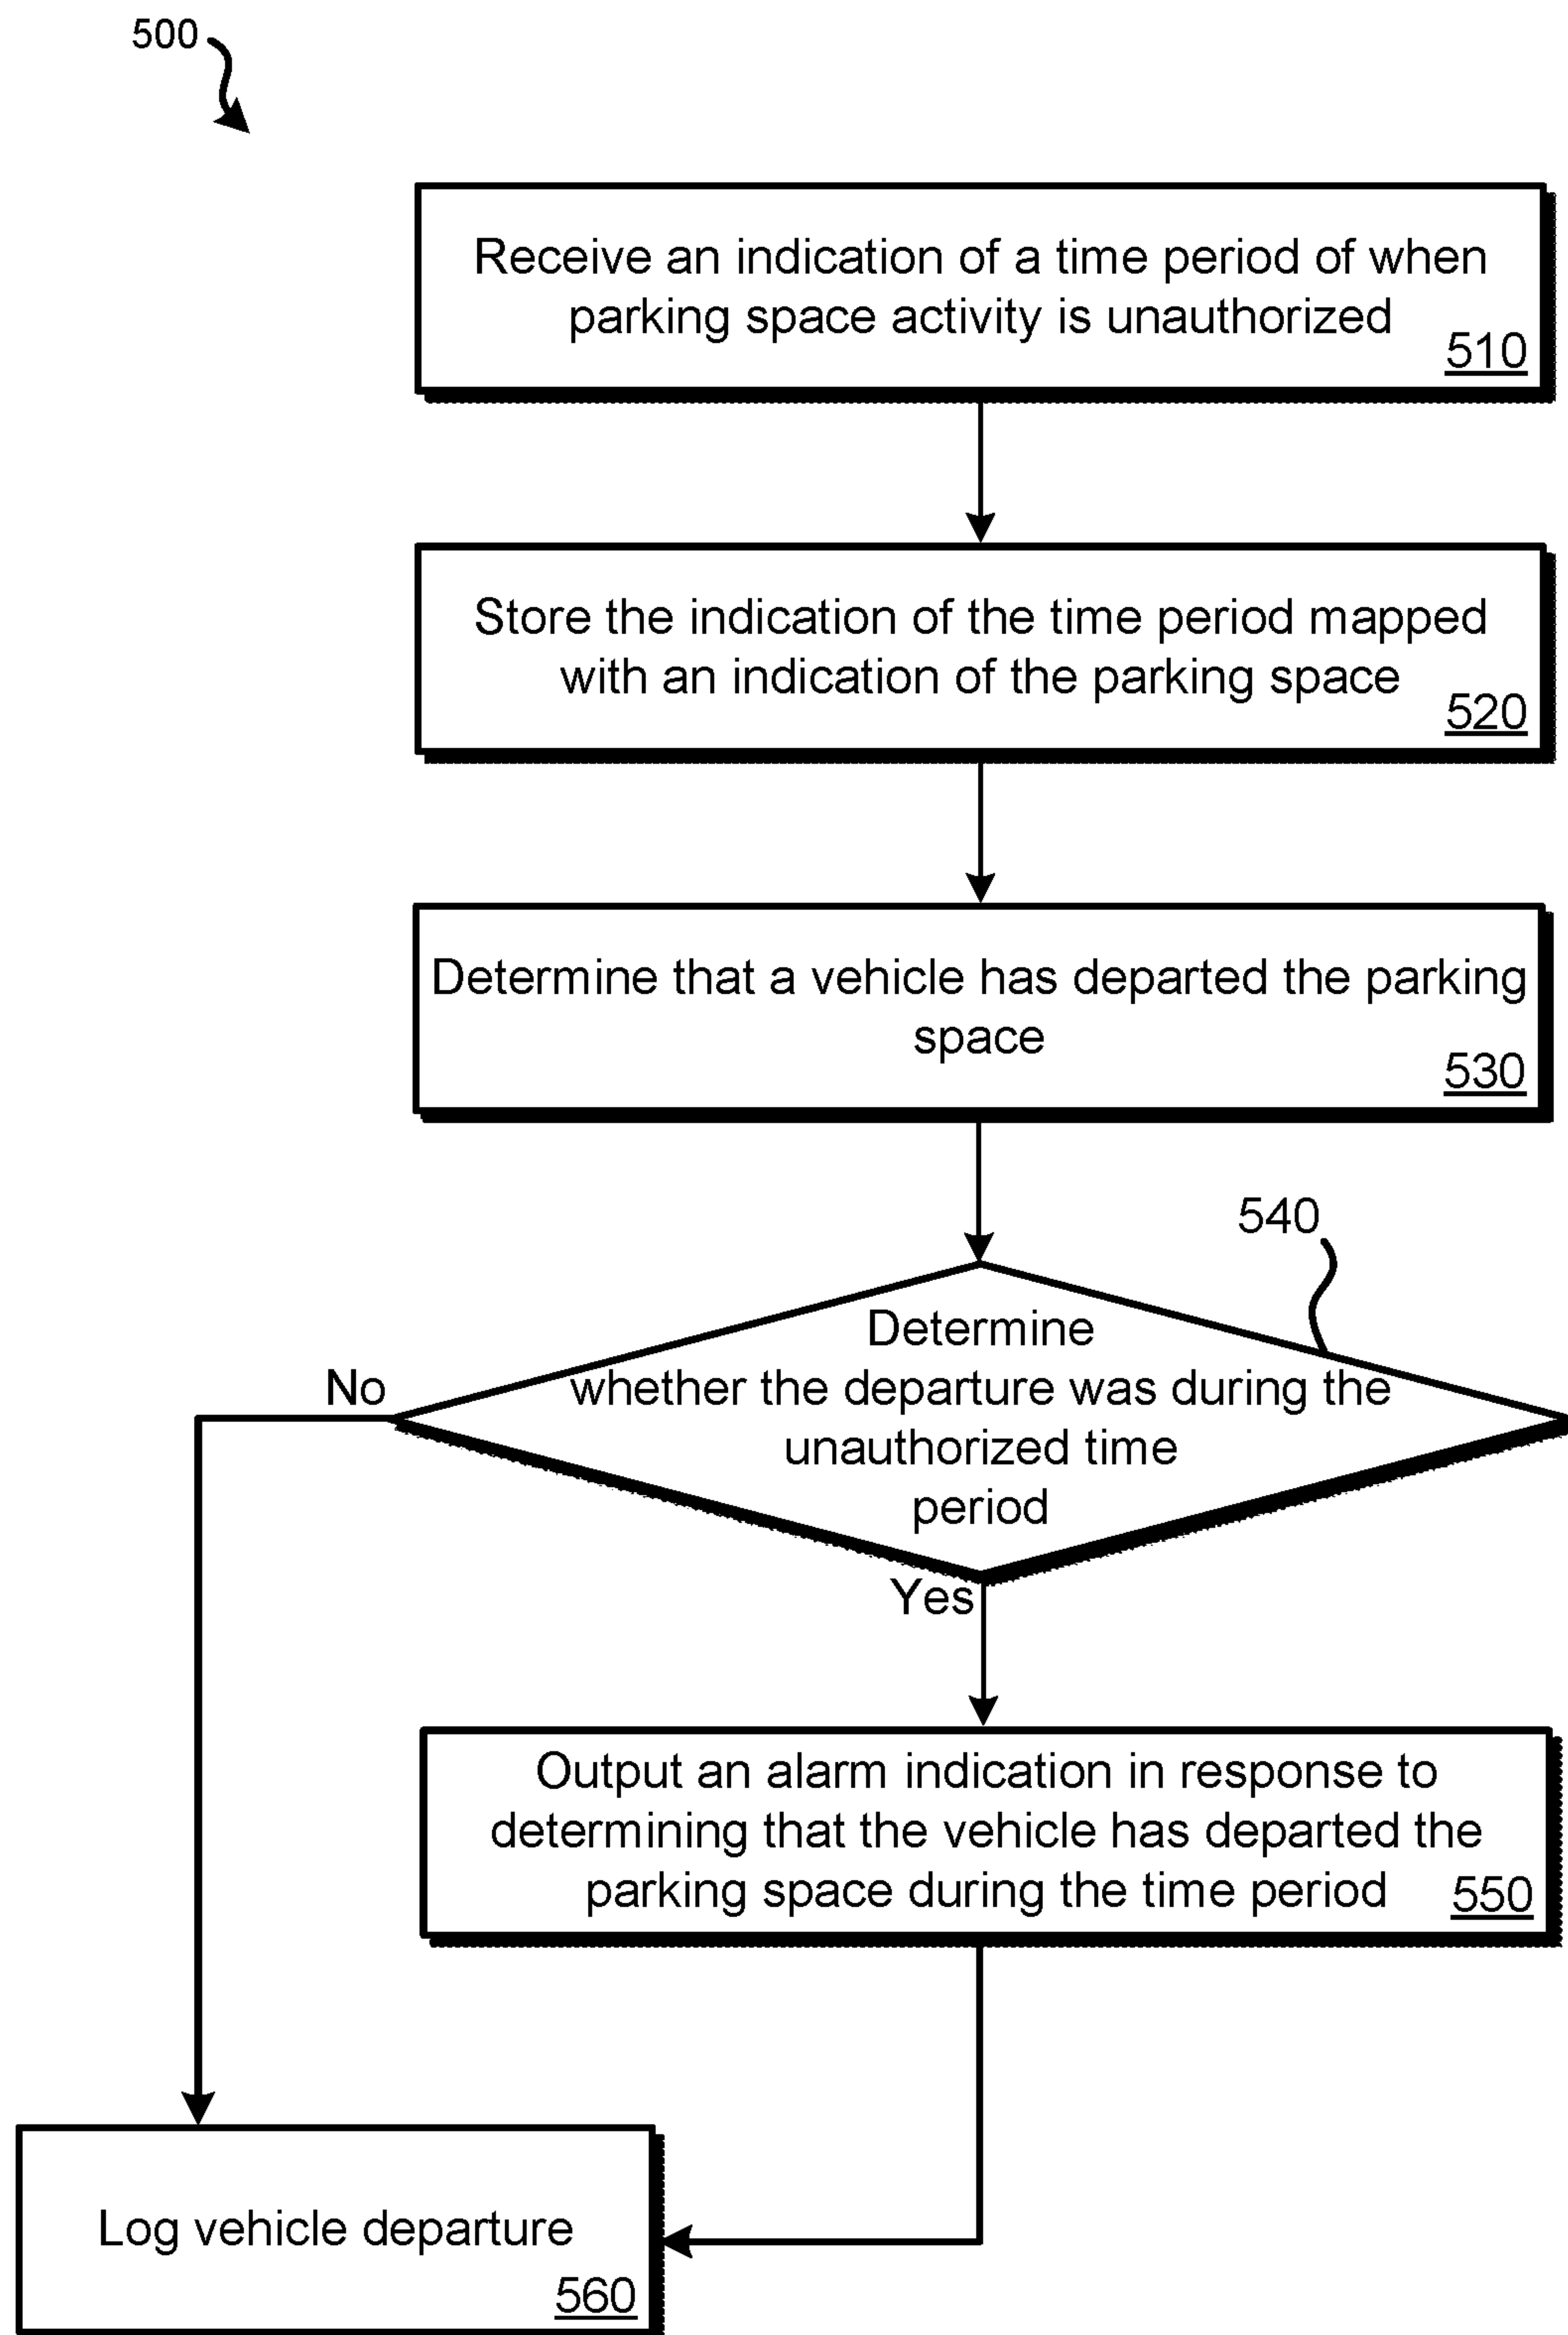 500
Receive an indication of a time period of when
parking space activity is unauthorized
510
Store the indication of the time period mapped
with an indication of the parking space
520
Determine that a vehicle has departed the parking
space
530
540
Determine
whether the departure was during the
unauthorized time
period
No
Yes
Output an alarm indication in response to
determining that the vehicle has departed the
parking space during the time period
550
Log vehicle departure
560